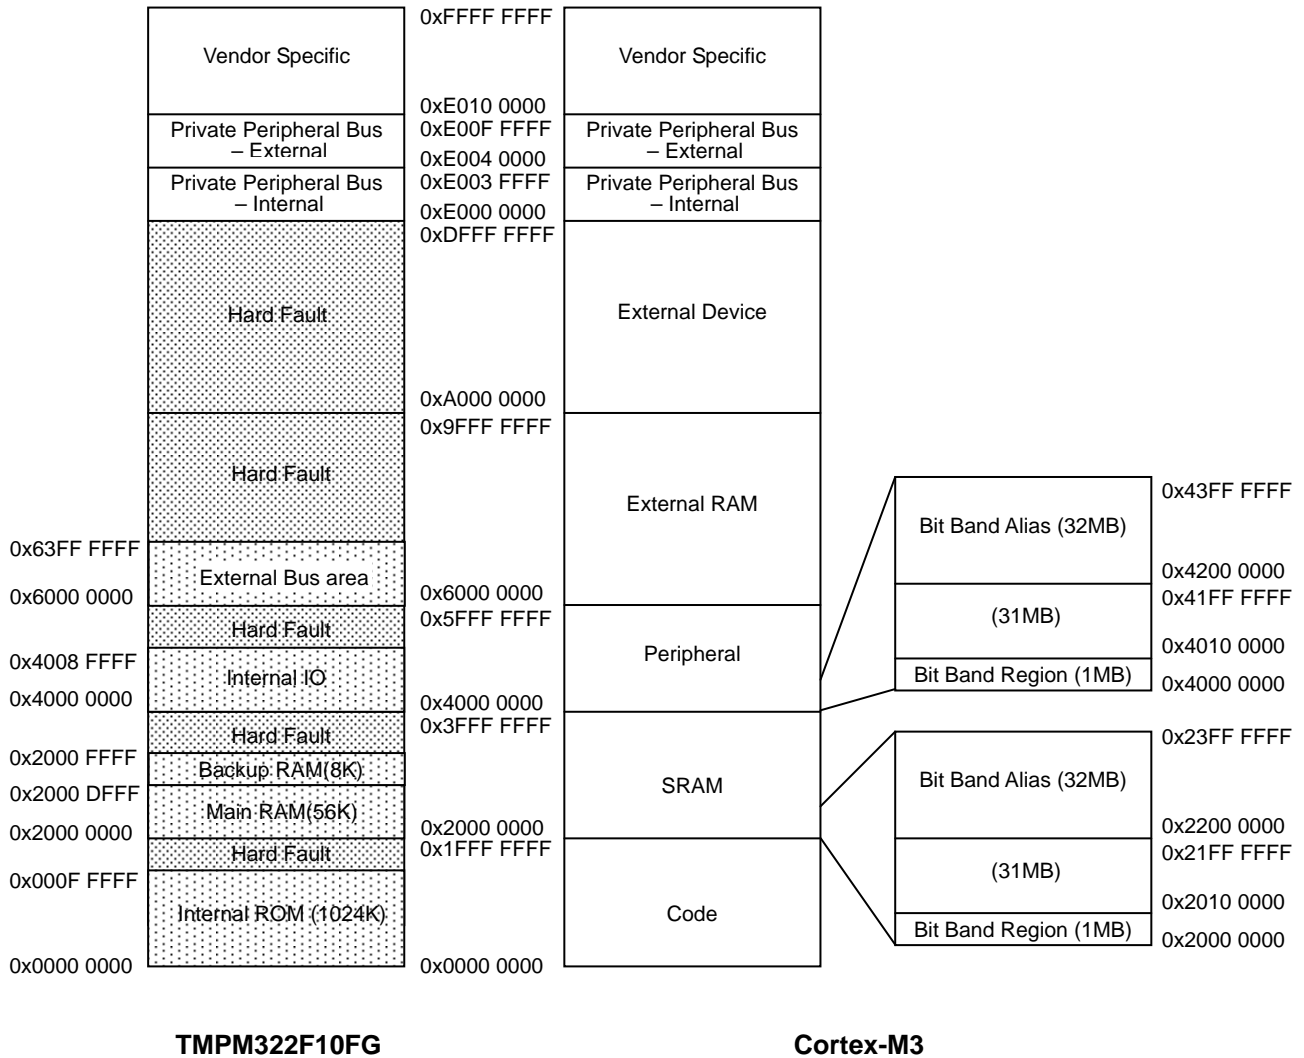 0xFFFF FFFF
Vendor Specific
Vendor Specific
0xE010 0000
0xE00F FFFF
Private Peripheral Bus
– External
Private Peripheral Bus
– External
0xE004 0000
0xE003 FFFF
Private Peripheral Bus
– Internal
Private Peripheral Bus
– Internal
0xE000 0000
0xDFFF FFFF
Hard Fault
External Device
0xA000 0000
0x9FFF FFFF
Hard Fault
External RAM
0x43FF FFFF
Bit Band Alias (32MB)
0x63FF FFFF
0x4200 0000
External Bus area
0x6000 0000
0x6000 0000
0x41FF FFFF
0x5FFF FFFF
(31MB)
Hard Fault
0x4010 0000
Peripheral
0x4008 FFFF
Internal IO
Bit Band Region (1MB)
0x4000 0000
0x4000 0000
0x4000 0000
0x3FFF FFFF
Hard Fault
0x23FF FFFF
0x2000 FFFF
Backup RAM(8K)
Bit Band Alias (32MB)
SRAM
0x2000 DFFF
Main RAM(56K)
0x2000 0000
0x2000 0000
0x2200 0000
0x1FFF FFFF
Hard Fault
0x21FF FFFF
(31MB)
0x000F FFFF
0x2010 0000
Internal ROM (1024K)
Code
Bit Band Region (1MB)
0x2000 0000
0x0000 0000
0x0000 0000
TMPM322F10FG
Cortex-M3